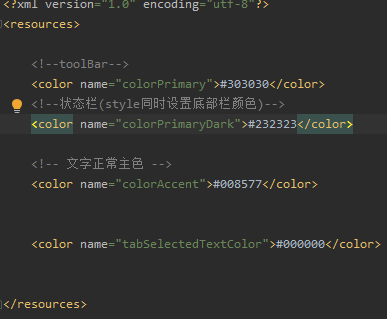 <?xml version="1.0" encoding="utf-8"?>
<resources>
<!--toolBar-->
<color name="colorPrimary">#303030</color>
<!--状态栏(style同时设置底部栏颜色)-->
<color name="colorPrimaryDark">#232323</color>
<!-- 文字正常主色 -->
<color name="colorAccent">#008577</color>
<color name="tabSelectedTextColor">#000000</color>
</resources>